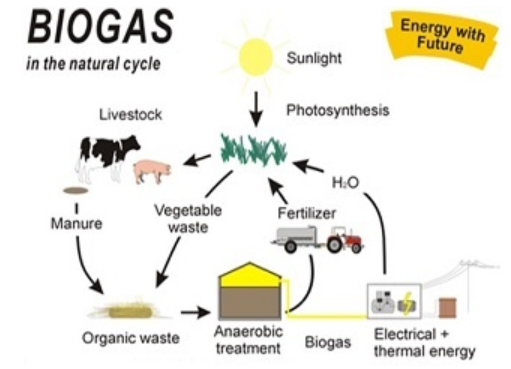 BIOGAS
in the natural cycle
Energy with
Future
Sunlight
Photosynthesis
Livestock
H₂O
Manure
Vegetable
waste
Fertilizer
Organic waste
Anaerobic
treatment
Biogas
Electrical +
thermal energy